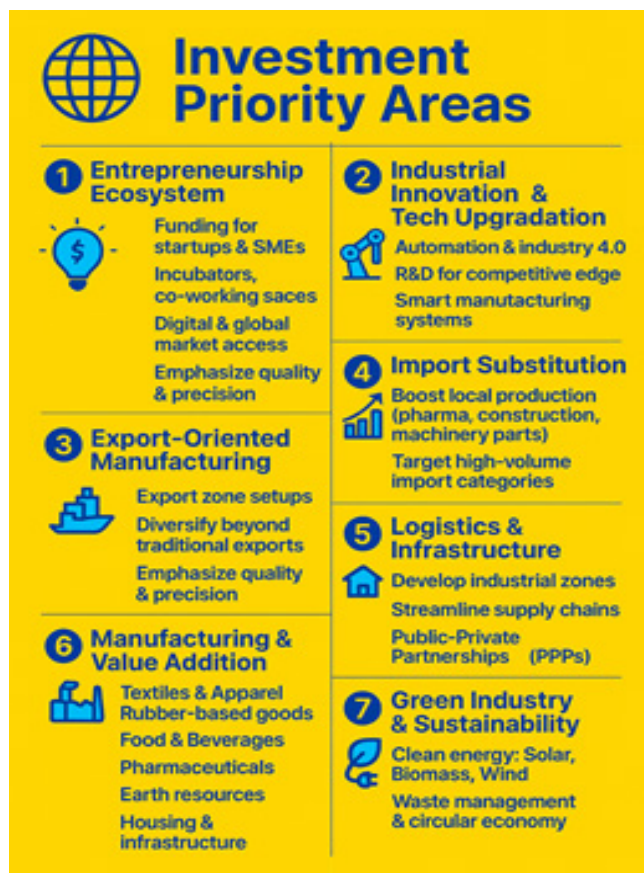 Investment
Priority Areas
1 Entrepreneurship
Ecosystem
Funding for
startups & SMEs
Incubators,
co-working saces
Digital & global
market access
Emphasize quality
& precision
2 Industrial
Innovation &
Tech Upgradation
Automation & industry 4.0
R&D for competitive edge
Smart manutacturing
systems
3 Export-Oriented
Manufacturing
Export zone setups
Diversify beyond
traditional exports
Emphasize quality
& precision
4 Import Substitution
Boost local production
(pharma, construction,
machinery parts)
Target high-volume
import categories
5 Logistics &
Infrastructure
Develop industrial zones
Streamline supply chains
Public-Private
Partnerships (PPPs)
6 Manufacturing &
Value Addition
Textiles & Apparel
Rubber-based goods
Food & Beverages
Pharmaceuticals
Earth resources
Housing &
infrastructure
7 Green Industry
& Sustainability
Clean energy: Solar,
Biomass, Wind
Waste management
& circular economy